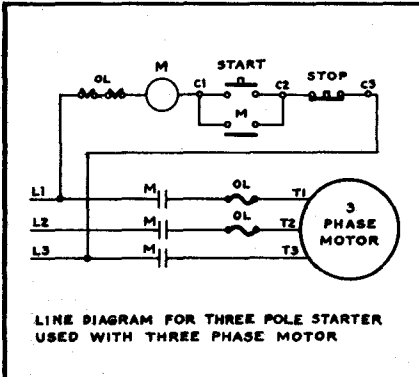 START
OL M C1 C2 STOP C3
M
L1 M OL T1
L2 M OL T2
L3 M T3
3
PHASE
MOTOR
LINE DIAGRAM FOR THREE POLE STARTER
USED WITH THREE PHASE MOTOR